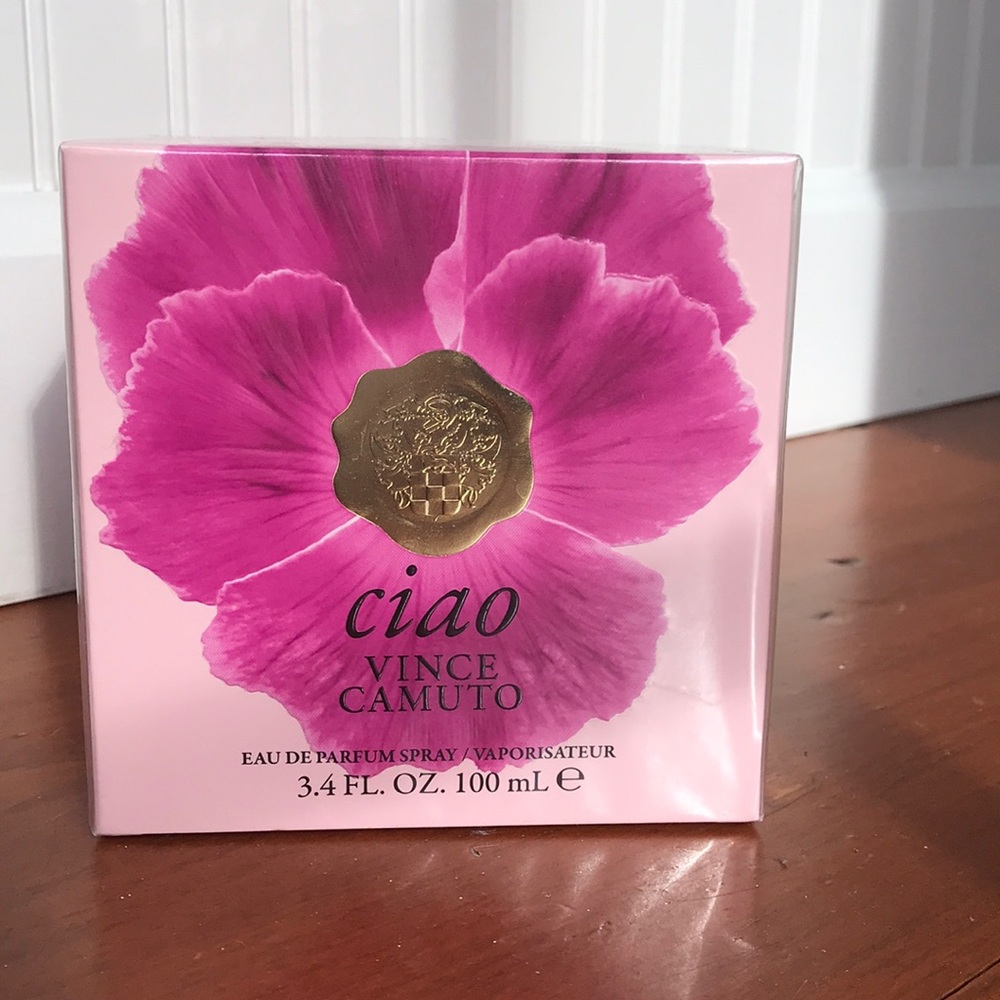 ciao
VINCE
CAMUTO
EAU DE PARFUM SPRAY / VAPORISATEUR
3.4 FL. OZ. 100 mL ℮